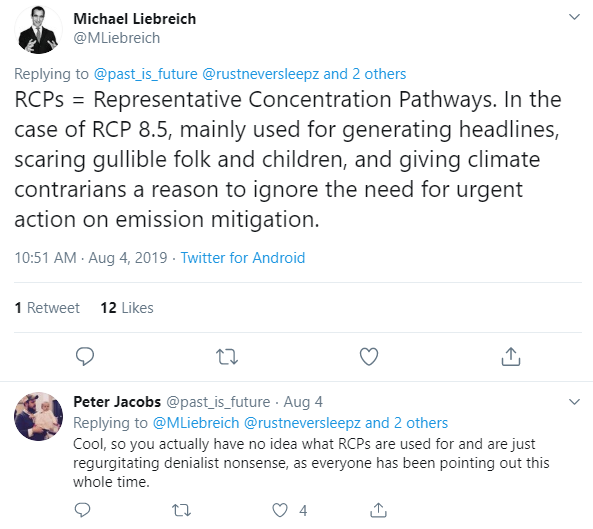 Michael Liebreich
@MLiebreich
Replying to @past_is_future @rustneversleepz and 2 others
RCPs = Representative Concentration Pathways. In the
case of RCP 8.5, mainly used for generating headlines,
scaring gullible folk and children, and giving climate
contrarians a reason to ignore the need for urgent
action on emission mitigation.
10:51 AM · Aug 4, 2019 · Twitter for Android
1 Retweet 12 Likes
Peter Jacobs @past_is_future · Aug 4
Replying to @MLiebreich @rustneversleepz and 2 others
Cool, so you actually have no idea what RCPs are used for and are just
regurgitating denialist nonsense, as everyone has been pointing out this
whole time.
4